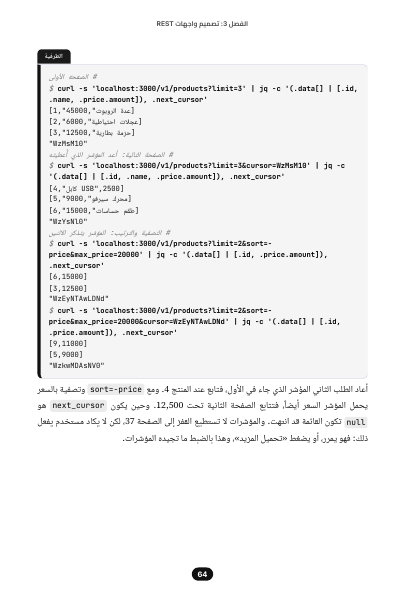 الفصل 3: تصميم واجهات REST
الطرفية
# الصفحة الأولى
$ curl -s 'localhost:3000/v1/products?limit=3' | jq -c '(.data[] | [.id,
.name, .price.amount]), .next_cursor'
[1,"عدة الروبوت",45000]
[2,"عجلات احتياطية",6000]
[3,"حزمة بطارية",12500]
"WzMsM10"
# الصفحة الثانية: أعد المؤشر الذي أُعطيته
$ curl -s 'localhost:3000/v1/products?limit=3&cursor=WzMsM10' | jq -c
'(.data[] | [.id, .name, .price.amount]), .next_cursor'
[4,"كابل USB",2500]
[5,"محرك سيرفو",9000]
[6,"طقم حساسات",15000]
"WzYsNl0"
# التصفية والترتيب: المؤشر يتذكر الاثنين
$ curl -s 'localhost:3000/v1/products?limit=2&sort=-
price&max_price=20000' | jq -c '(.data[] | [.id, .price.amount]),
.next_cursor'
[6,15000]
[3,12500]
"WzEyNTAwLDNd"
$ curl -s 'localhost:3000/v1/products?limit=2&sort=-
price&max_price=20000&cursor=WzEyNTAwLDNd' | jq -c '(.data[] | [.id,
.price.amount]), .next_cursor'
[9,11000]
[5,9000]
"WzkwMDAsNV0"
أعاد الطلب الثاني المؤشر الذي جاء في الأول، فتابع عند المنتج 4. ومع sort=-price وتصفية بالسعر
يحمل المؤشر السعر أيضاً، فتتابع الصفحة الثانية تحت 12,500. وحين يكون next_cursor هو
null تكون القائمة قد انتهت. والمؤشرات لا تستطيع القفز إلى الصفحة 37، لكن لا يكاد مستخدم يفعل
ذلك: فهو يمرر، أو يضغط «تحميل المزيد»، وهذا بالضبط ما تجيده المؤشرات.
64